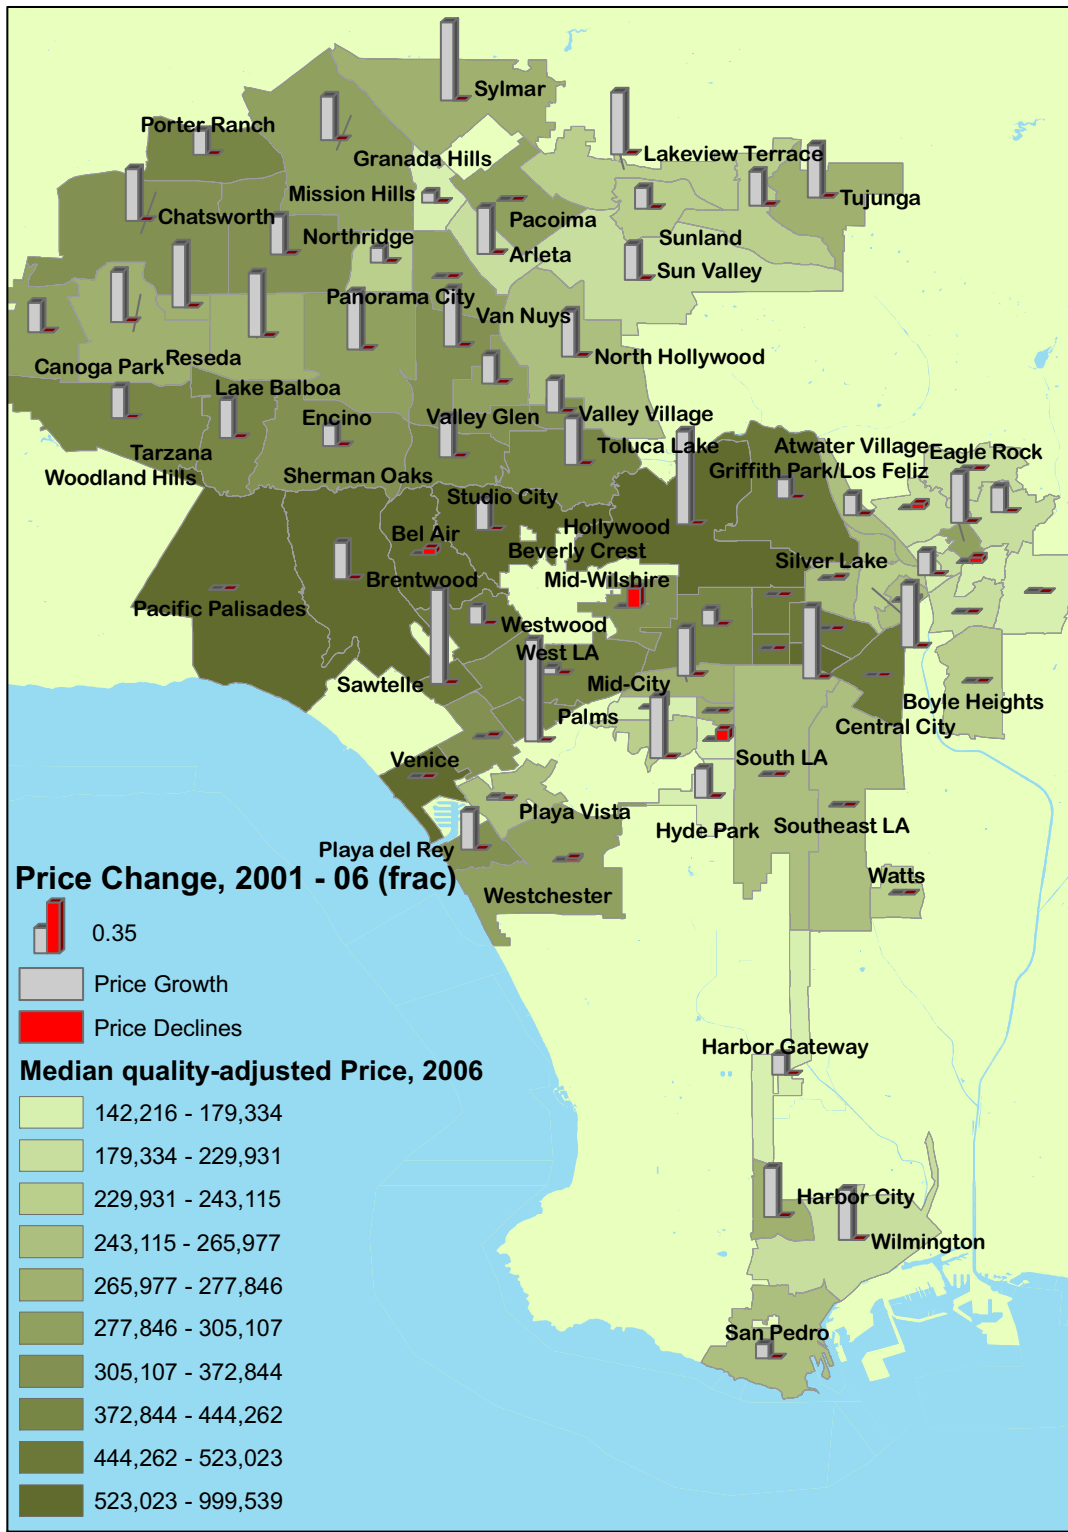 Sylmar
Porter Ranch
Granada Hills
Lakeview Terrace
Mission Hills
Tujunga
Chatsworth
Pacoima
Northridge
Sunland
Arleta
Sun Valley
Panorama City
Van Nuys
Canoga Park
Reseda
North Hollywood
Lake Balboa
Encino
Valley Glen
Valley Village
Tarzana
Toluca Lake
Atwater Village
Eagle Rock
Woodland Hills
Sherman Oaks
Griffith Park/Los Feliz
Studio City
Bel Air
Hollywood
Beverly Crest
Silver Lake
Brentwood
Mid-Wilshire
Pacific Palisades
Westwood
West LA
Sawtelle
Mid-City
Boyle Heights
Palms
Central City
Venice
South LA
Playa Vista
Hyde Park
Southeast LA
Playa del Rey
Watts
Westchester
Price Change, 2001 - 06 (frac)
0.35
Price Growth
Price Declines
Harbor Gateway
Median quality-adjusted Price, 2006
142,216 - 179,334
179,334 - 229,931
229,931 - 243,115
Harbor City
243,115 - 265,977
Wilmington
265,977 - 277,846
277,846 - 305,107
San Pedro
305,107 - 372,844
372,844 - 444,262
444,262 - 523,023
523,023 - 999,539